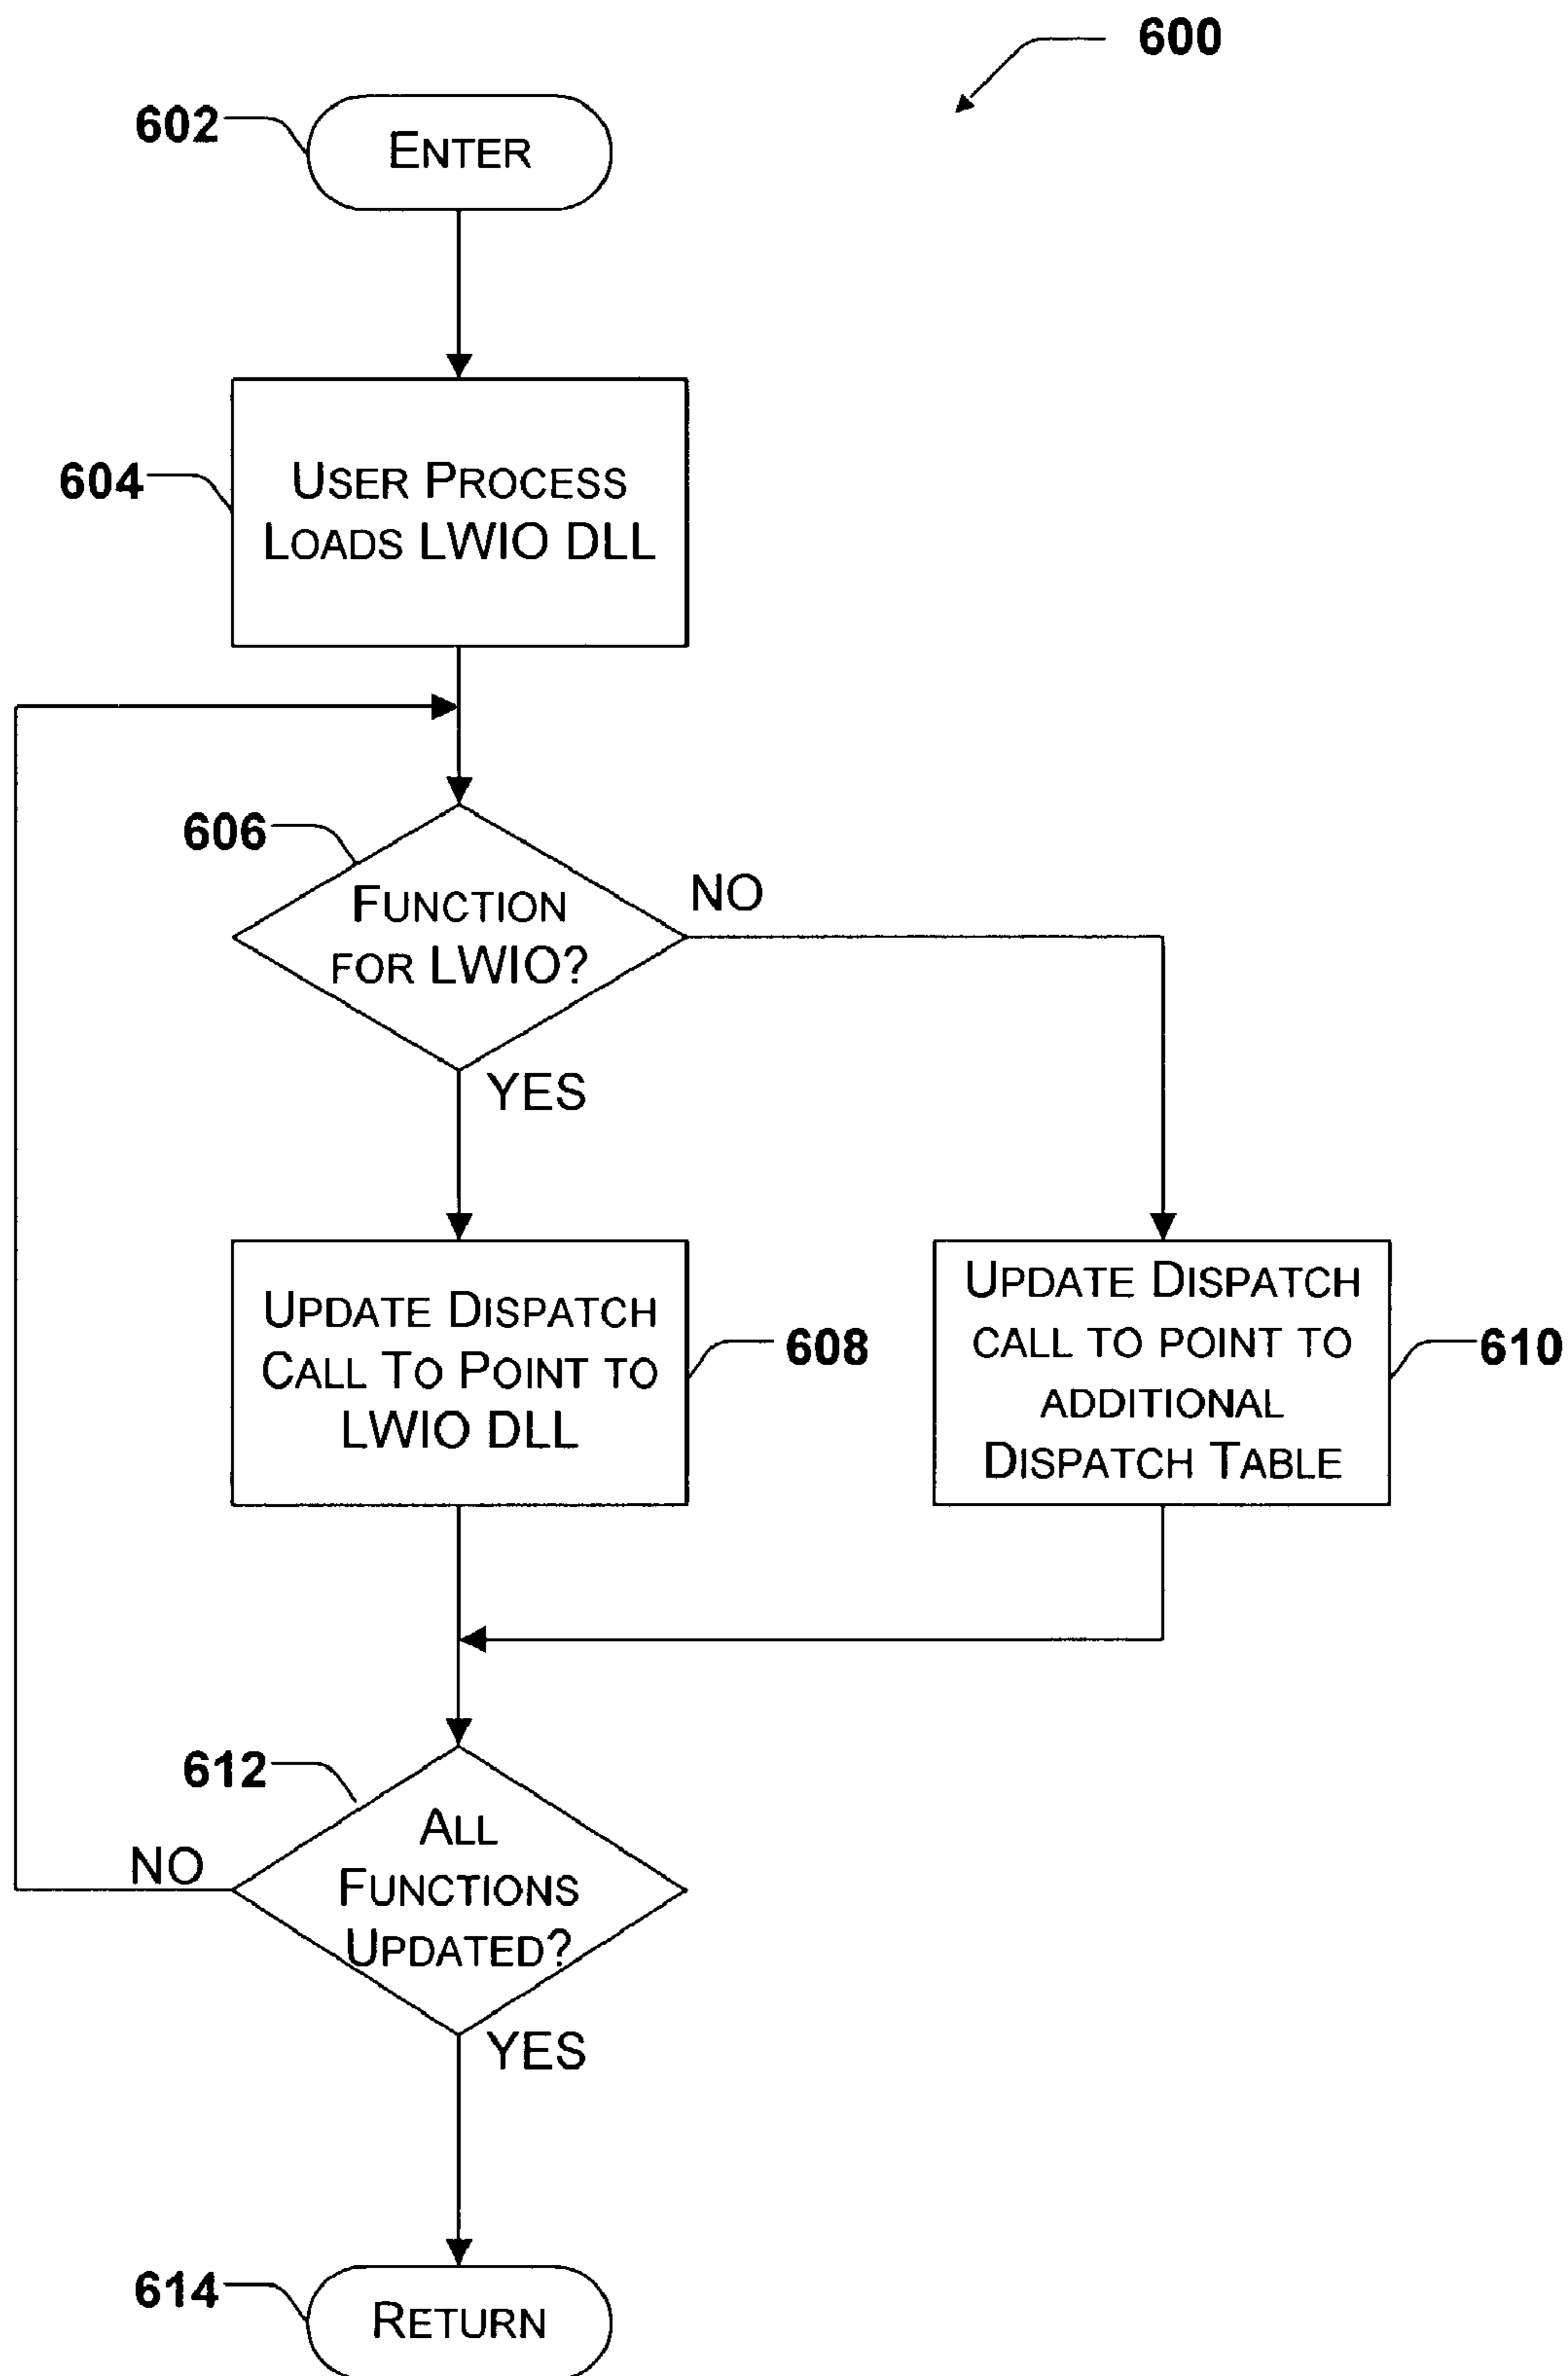 600
602
ENTER
604
USER PROCESS
LOADS LWIO DLL
606
FUNCTION
FOR LWIO?
NO
YES
UPDATE DISPATCH
CALL TO POINT TO
LWIO DLL
608
UPDATE DISPATCH
CALL TO POINT TO
ADDITIONAL
DISPATCH TABLE
610
612
ALL
FUNCTIONS
UPDATED?
NO
YES
614
RETURN